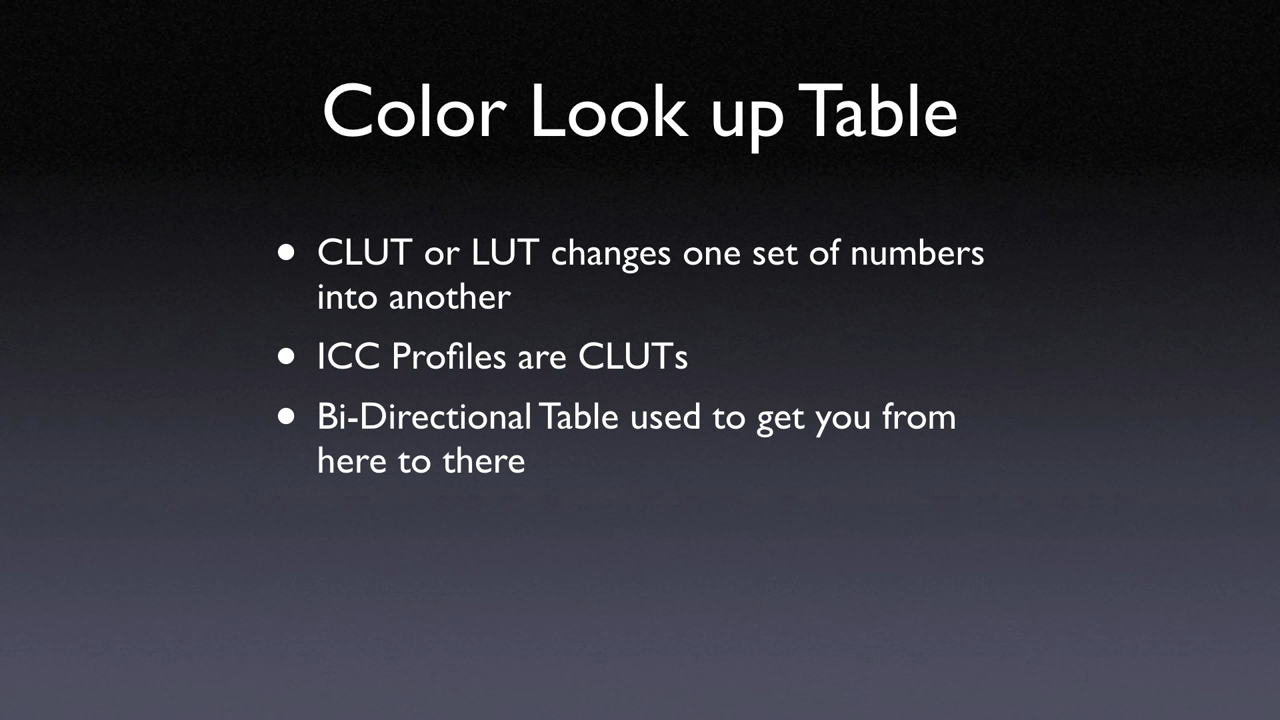 Color Look up Table
• CLUT or LUT changes one set of numbers
into another
• ICC Profiles are CLUTs
• Bi-Directional Table used to get you from
here to there